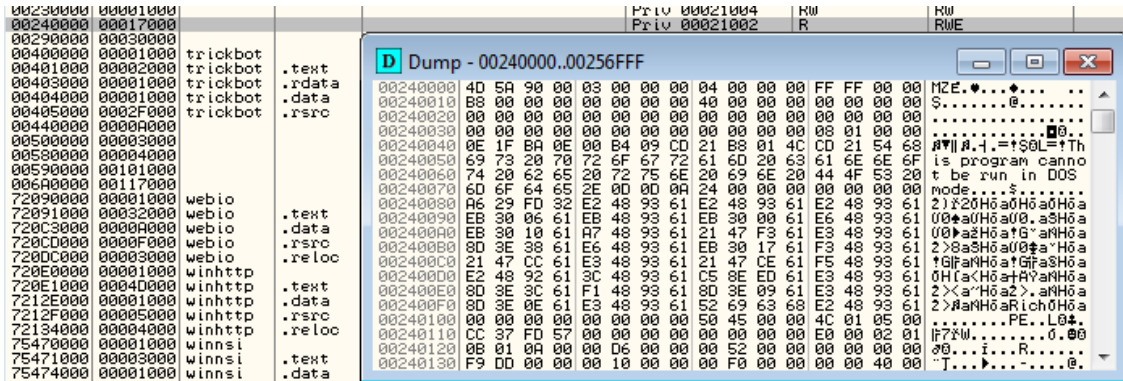 00230000 00001000 Priv 00021004 RW RW
00240000 00017000 Priv 00021002 R RWE
00290000 00030000
00400000 00001000 trickbot
00401000 00002000 trickbot .text
00403000 00001000 trickbot .rdata
00404000 00001000 trickbot .data
00405000 0002F000 trickbot .rsrc
00440000 0000A000
00500000 00003000
00580000 00004000
00590000 00101000
006A0000 00117000
72090000 00001000 webio
72091000 00032000 webio .text
720C3000 0000A000 webio .data
720CD000 0000F000 webio .rsrc
720DC000 00003000 webio .reloc
720E0000 00001000 winhttp
720E1000 0004D000 winhttp .text
7212E000 00001000 winhttp .data
7212F000 00005000 winhttp .rsrc
72134000 00004000 winhttp .reloc
75470000 00001000 winnsi
75471000 00003000 winnsi .text
75474000 00001000 winnsi .data
D Dump - 00240000..00256FFF
00240000 4D 5A 90 00 03 00 00 00 04 00 00 00 FF FF 00 00
00240010 B8 00 00 00 00 00 00 00 40 00 00 00 00 00 00 00
00240020 00 00 00 00 00 00 00 00 00 00 00 00 00 00 00 00
00240030 00 00 00 00 00 00 00 00 00 00 00 00 08 01 00 00
00240040 0E 1F BA 0E 00 B4 09 CD 21 B8 01 4C CD 21 54 68
00240050 69 73 20 70 72 6F 67 72 61 6D 20 63 61 6E 6E 6F is program canno
00240060 74 20 62 65 20 72 75 6E 20 69 6E 20 44 4F 53 20 t be run in DOS
00240070 6D 6F 64 65 2E 0D 0D 0A 24 00 00 00 00 00 00 00 mode....$.......
00240080 A6 29 FD 32 E2 48 93 61 E2 48 93 61 E2 48 93 61
00240090 EB 30 06 61 EB 48 93 61 EB 30 00 61 E6 48 93 61
002400A0 EB 30 10 61 A7 48 93 61 21 47 F3 61 E3 48 93 61
002400B0 8D 3E 38 61 E6 48 93 61 EB 30 17 61 F3 48 93 61
002400C0 21 47 CC 61 E3 48 93 61 21 47 CE 61 F5 48 93 61
002400D0 E2 48 92 61 3C 48 93 61 C5 8E ED 61 E3 48 93 61
002400E0 8D 3E 3C 61 F1 48 93 61 8D 3E 09 61 E3 48 93 61
002400F0 8D 3E 0E 61 E3 48 93 61 52 69 63 68 E2 48 93 61
00240100 00 00 00 00 00 00 00 00 50 45 00 00 4C 01 05 00
00240110 CC 37 FD 57 00 00 00 00 00 00 00 00 E0 00 02 01
00240120 0B 01 0A 00 00 D6 00 00 00 52 00 00 00 00 00 00
00240130 F9 DD 00 00 00 10 00 00 00 F0 00 00 00 00 40 00